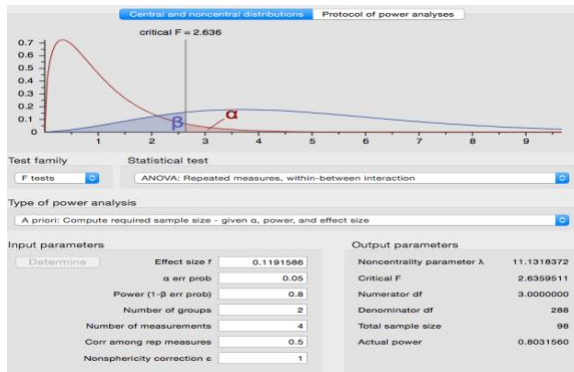 Central and noncentral distributions Protocol of power analyses
critical F = 2.636
0.7
0.6
0.5
0.4
0.3
0.2
0.1
0
β
α
1 2 3 4 5 6 7 8 9
Test family Statistical test
F tests ANOVA: Repeated measures, within-between interaction
Type of power analysis
A priori: Compute required sample size - given α, power, and effect size
Input parameters Output parameters
Determine Effect size f 0.1191586 Noncentrality parameter λ 11.1318372
α err prob 0.05 Critical F 2.6359511
Power (1-β err prob) 0.8 Numerator df 3.0000000
Number of groups 2 Denominator df 288
Number of measurements 4 Total sample size 98
Corr among rep measures 0.5 Actual power 0.8031560
Nonsphericity correction ε 1